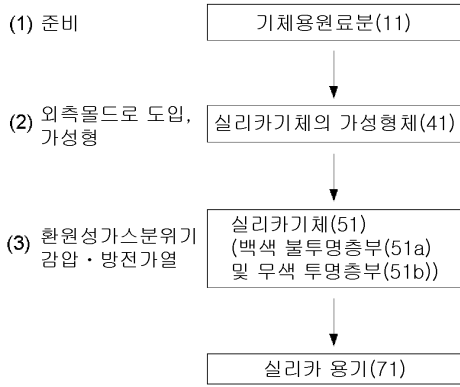 (1) 준비
기체용원료분(11)
(2) 외측몰드로 도입,
가성형
실리카기체의 가성형체(41)
(3) 환원성가스분위기
감압・방전가열
실리카기체(51)
(백색 불투명층부(51a)
및 무색 투명층부(51b))
실리카 용기(71)